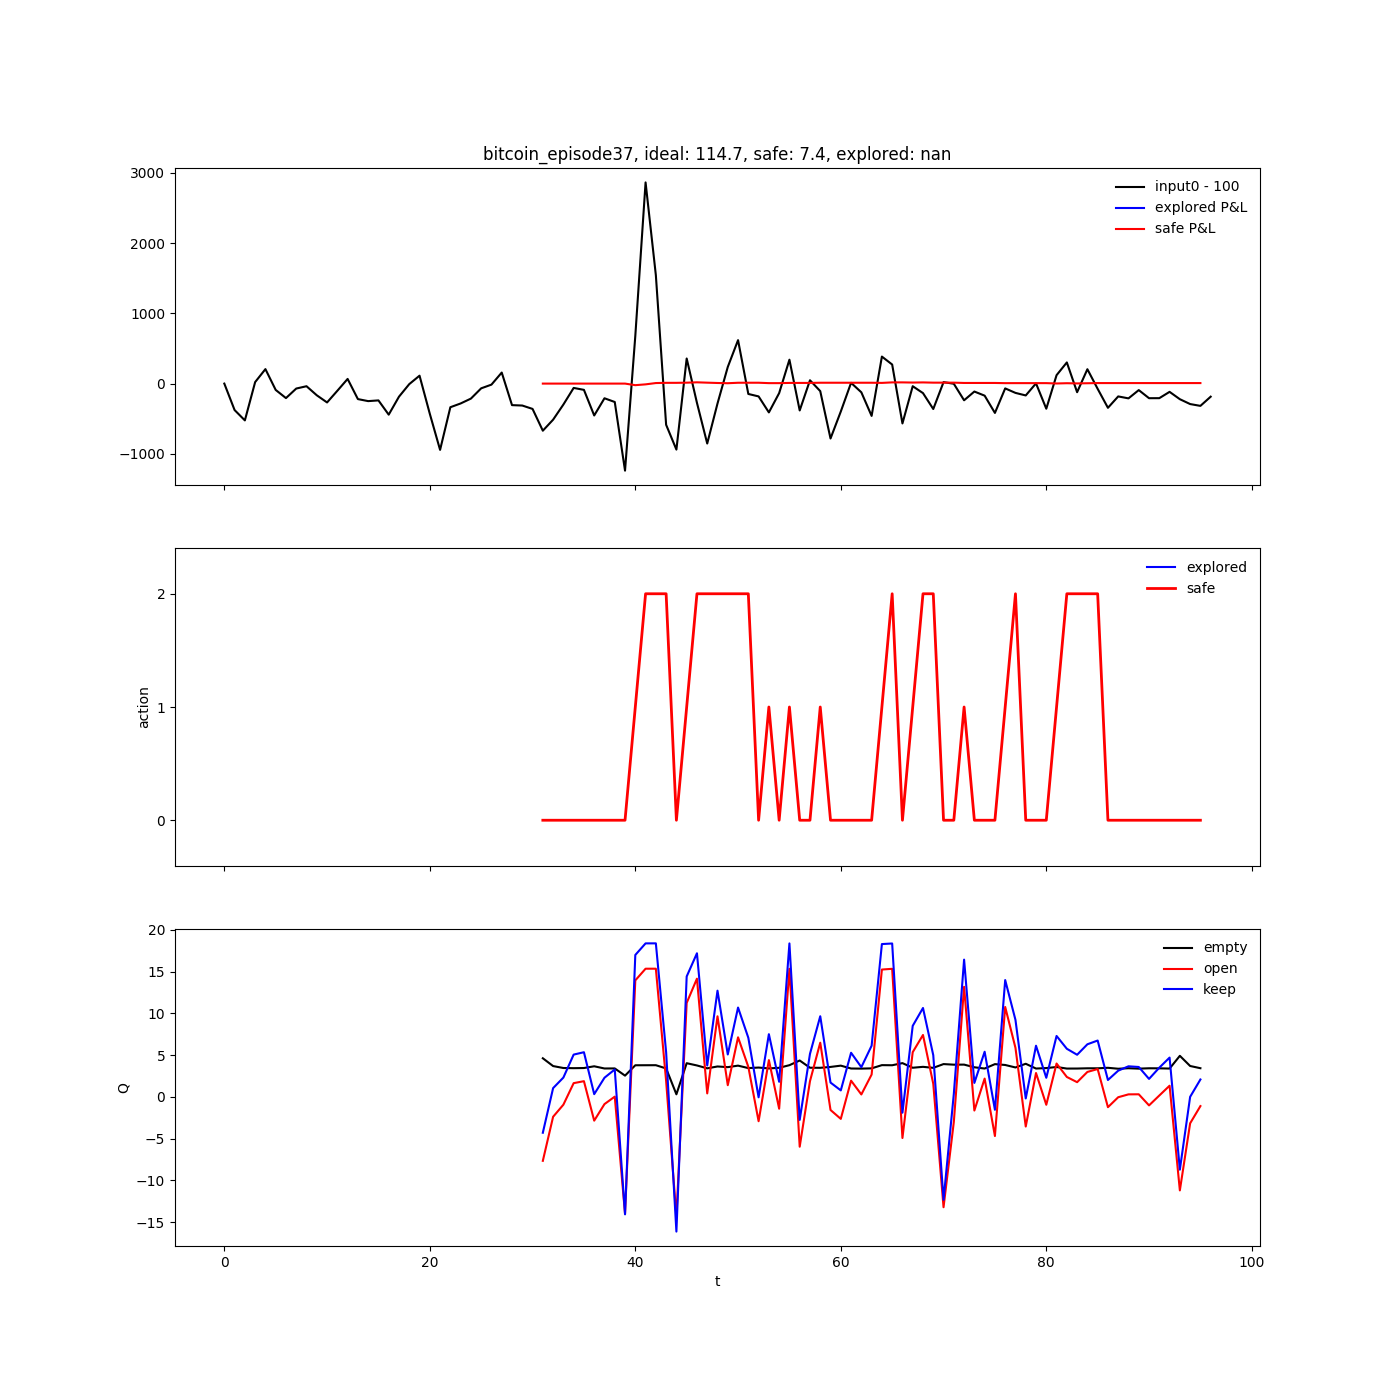 bitcoin_episode37, ideal: 114.7, safe: 7.4, explored: nan
3000
2000
1000
0
−1000
input0 - 100
explored P&L
safe P&L
action
2
1
0
explored
safe
Q
20
15
10
5
0
−5
−10
−15
empty
open
keep
0 20 40 60 80 100
t